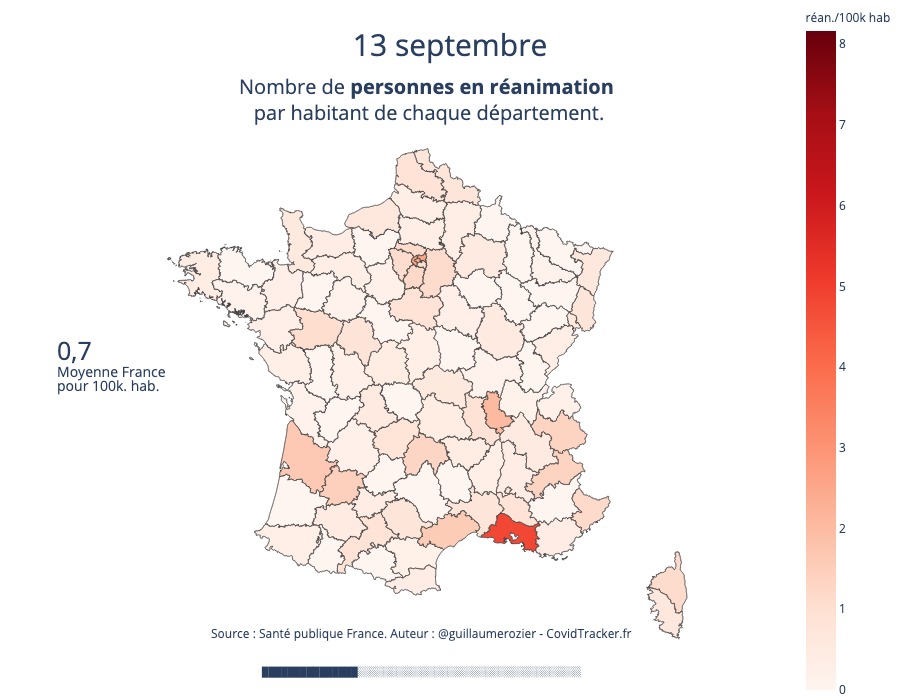 13 septembre
Nombre de personnes en réanimation
par habitant de chaque département.
réan./100k hab
8
7
6
5
4
3
2
1
0
0,7
Moyenne France
pour 100k. hab.
Source : Santé publique France. Auteur : @guillaumerozier - CovidTracker.fr